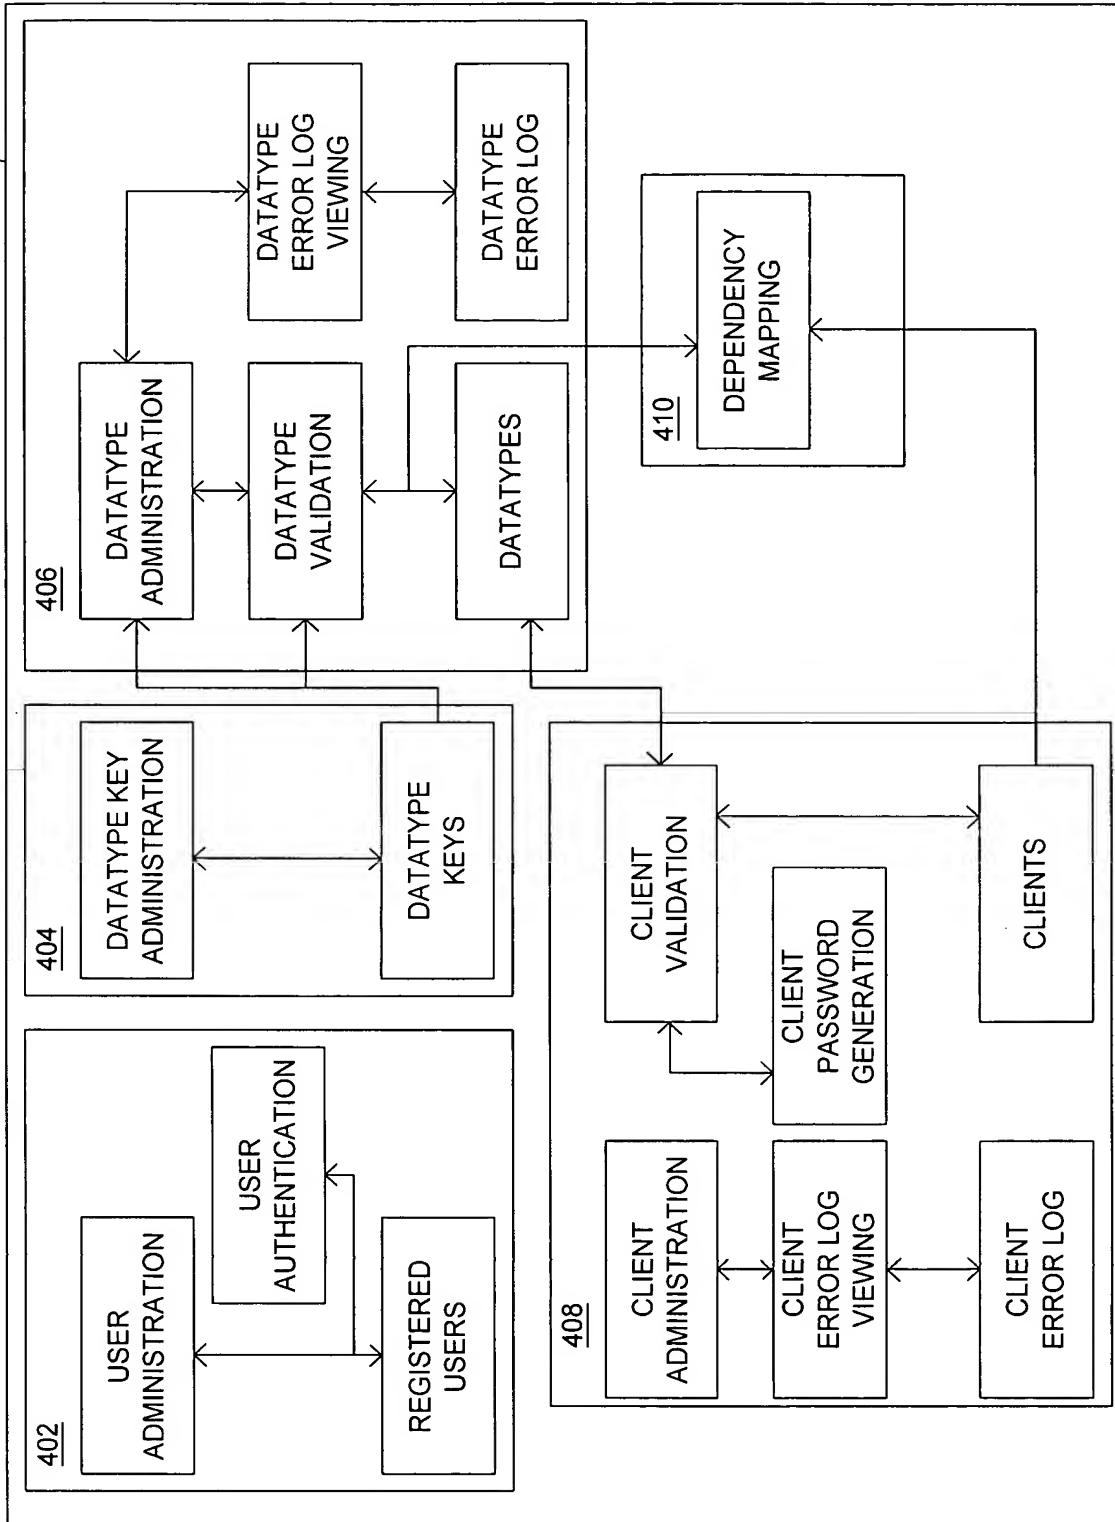 402
USER
ADMINISTRATION
USER
AUTHENTICATION
REGISTERED
USERS
404
DATATYPE KEY
ADMINISTRATION
DATATYPE
KEYS
406
DATATYPE
ADMINISTRATION
DATATYPE
VALIDATION
DATATYPES
DATATYPE
ERROR LOG
VIEWING
DATATYPE
ERROR LOG
408
CLIENT
ADMINISTRATION
CLIENT
ERROR LOG
VIEWING
CLIENT
ERROR LOG
CLIENT
VALIDATION
CLIENT
PASSWORD
GENERATION
CLIENTS
410
DEPENDENCY
MAPPING